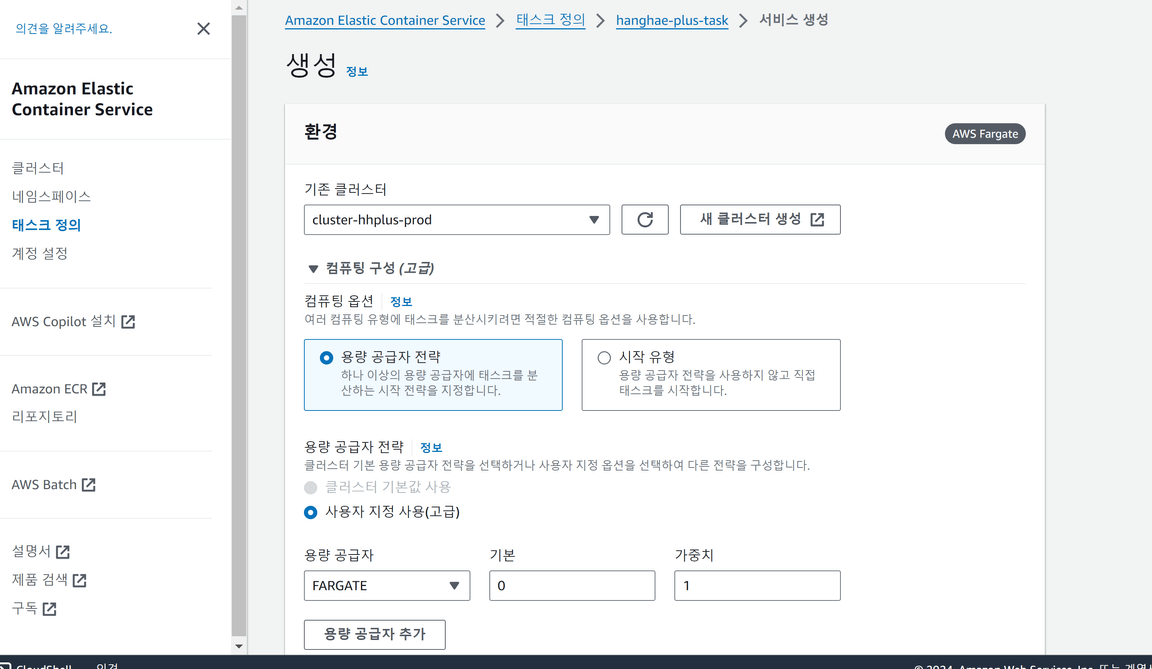 의견을 알려주세요.
Amazon Elastic
Container Service
클러스터
네임스페이스
태스크 정의
계정 설정
AWS Copilot 설치
Amazon ECR
리포지토리
AWS Batch
설명서
제품 검색
구독
Amazon Elastic Container Service > 태스크 정의 > hanghae-plus-task > 서비스 생성
생성 정보
환경
AWS Fargate
기존 클러스터
cluster-hhplus-prod
새 클러스터 생성
컴퓨팅 구성 (고급)
컴퓨팅 옵션 정보
여러 컴퓨팅 유형에 태스크를 분산시키려면 적절한 컴퓨팅 옵션을 사용합니다.
용량 공급자 전략
하나 이상의 용량 공급자에 태스크를 분
산하는 시작 전략을 지정합니다.
시작 유형
용량 공급자 전략을 사용하지 않고 직접
태스크를 시작합니다.
용량 공급자 전략 정보
클러스터 기본 용량 공급자 전략을 선택하거나 사용자 지정 옵션을 선택하여 다른 전략을 구성합니다.
클러스터 기본값 사용
사용자 지정 사용(고급)
용량 공급자 기본 가중치
FARGATE 0 1
용량 공급자 추가
CloudShell 의견
© 2024, Amazon Web Services, Inc. 또는 계열